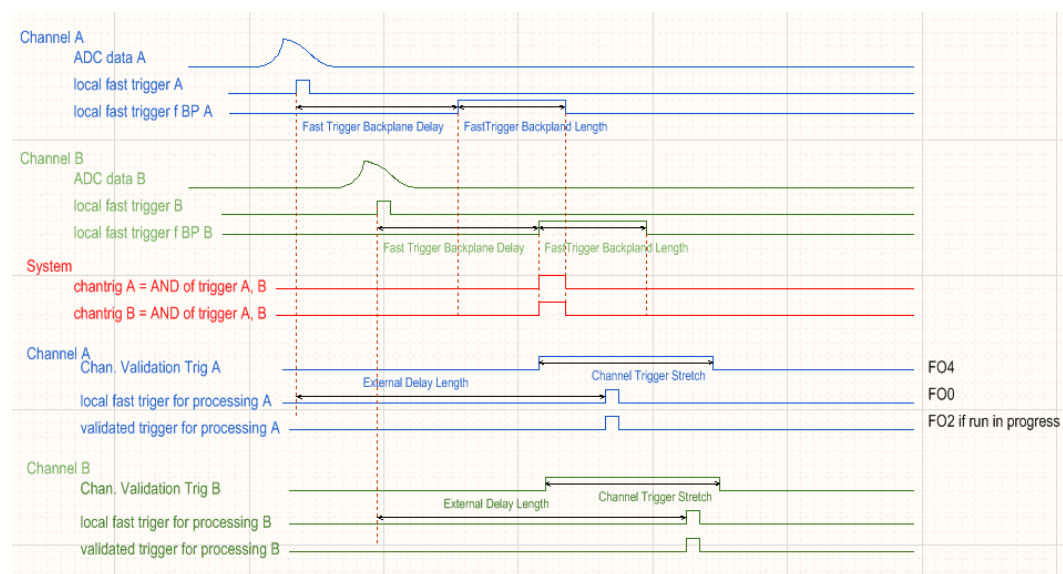 Channel A
ADC data A
local fast trigger A
local fast trigger f BP A
Fast Trigger Backplane Delay
FastTrigger Backpland Length
Channel B
ADC data B
local fast trigger B
local fast trigger f BP B
Fast Trigger Backplane Delay
FastTrigger Backpland Length
System
chantrig A = AND of trigger A, B
chantrig B = AND of trigger A, B
Channel A
Chan. Validation Trig A
External Delay Length
Channel Trigger Stretch
FO4
local fast triger for processing A
FO0
validated trigger for processing A
FO2 if run in progress
Channel B
Chan. Validation Trig B
External Delay Length
Channel Trigger Stretch
local fast triger for processing B
validated trigger for processing B